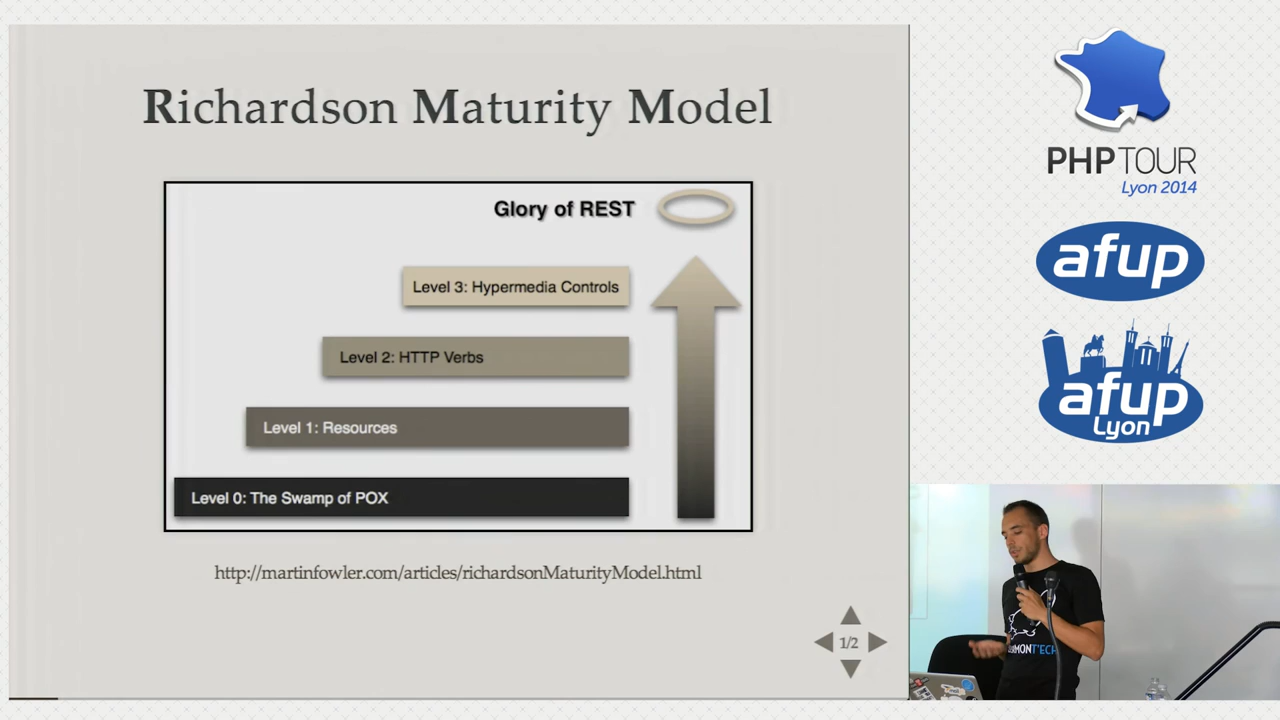 Richardson Maturity Model
Glory of REST
Level 3: Hypermedia Controls
Level 2: HTTP Verbs
Level 1: Resources
Level 0: The Swamp of POX
http://martinfowler.com/articles/richardsonMaturityModel.html
1/2
PHP TOUR
Lyon 2014
afup
afup
Lyon
MONT'ECH